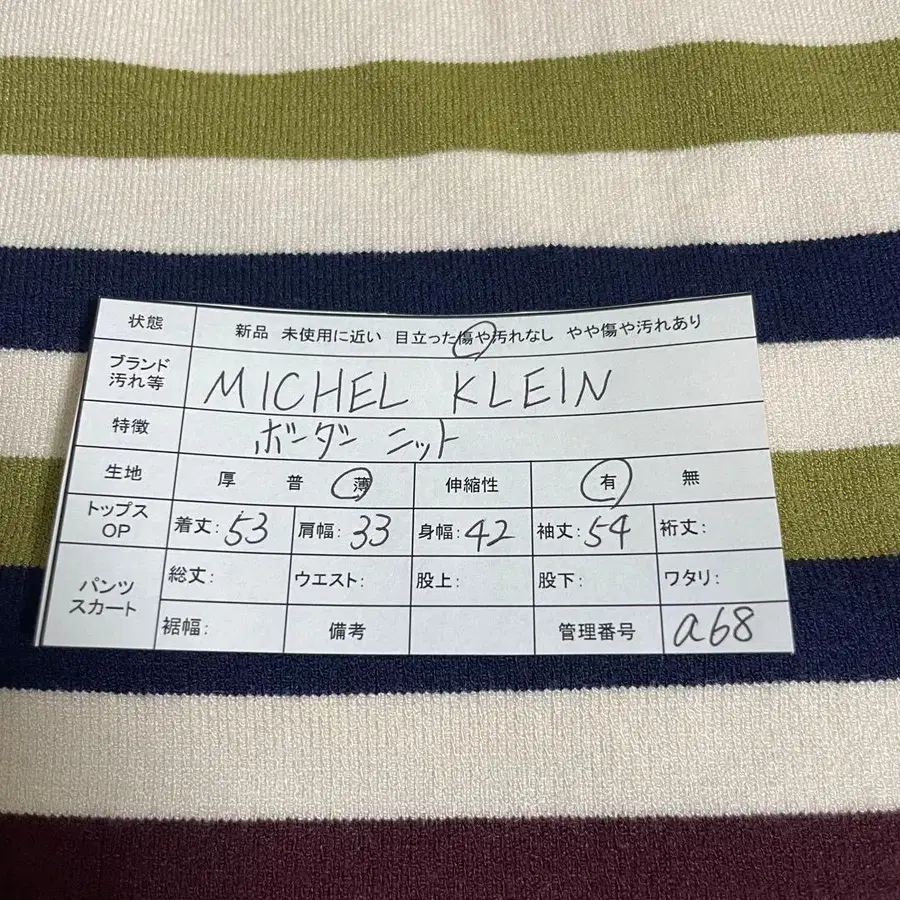 状態 新品 未使用に近い 目立った傷や汚れなし やや傷や汚れあり
ブランド
汚れ等 MICHEL KLEIN
特徴 ボーダー ニット
生地 厚 普 薄 伸縮性 有 無
トップス
OP 着丈:53 肩幅:33 身幅:42 袖丈:54 裄丈:
パンツ
スカート 総丈: ウエスト: 股上: 股下: ワタリ:
裾幅: 備考 管理番号 a68